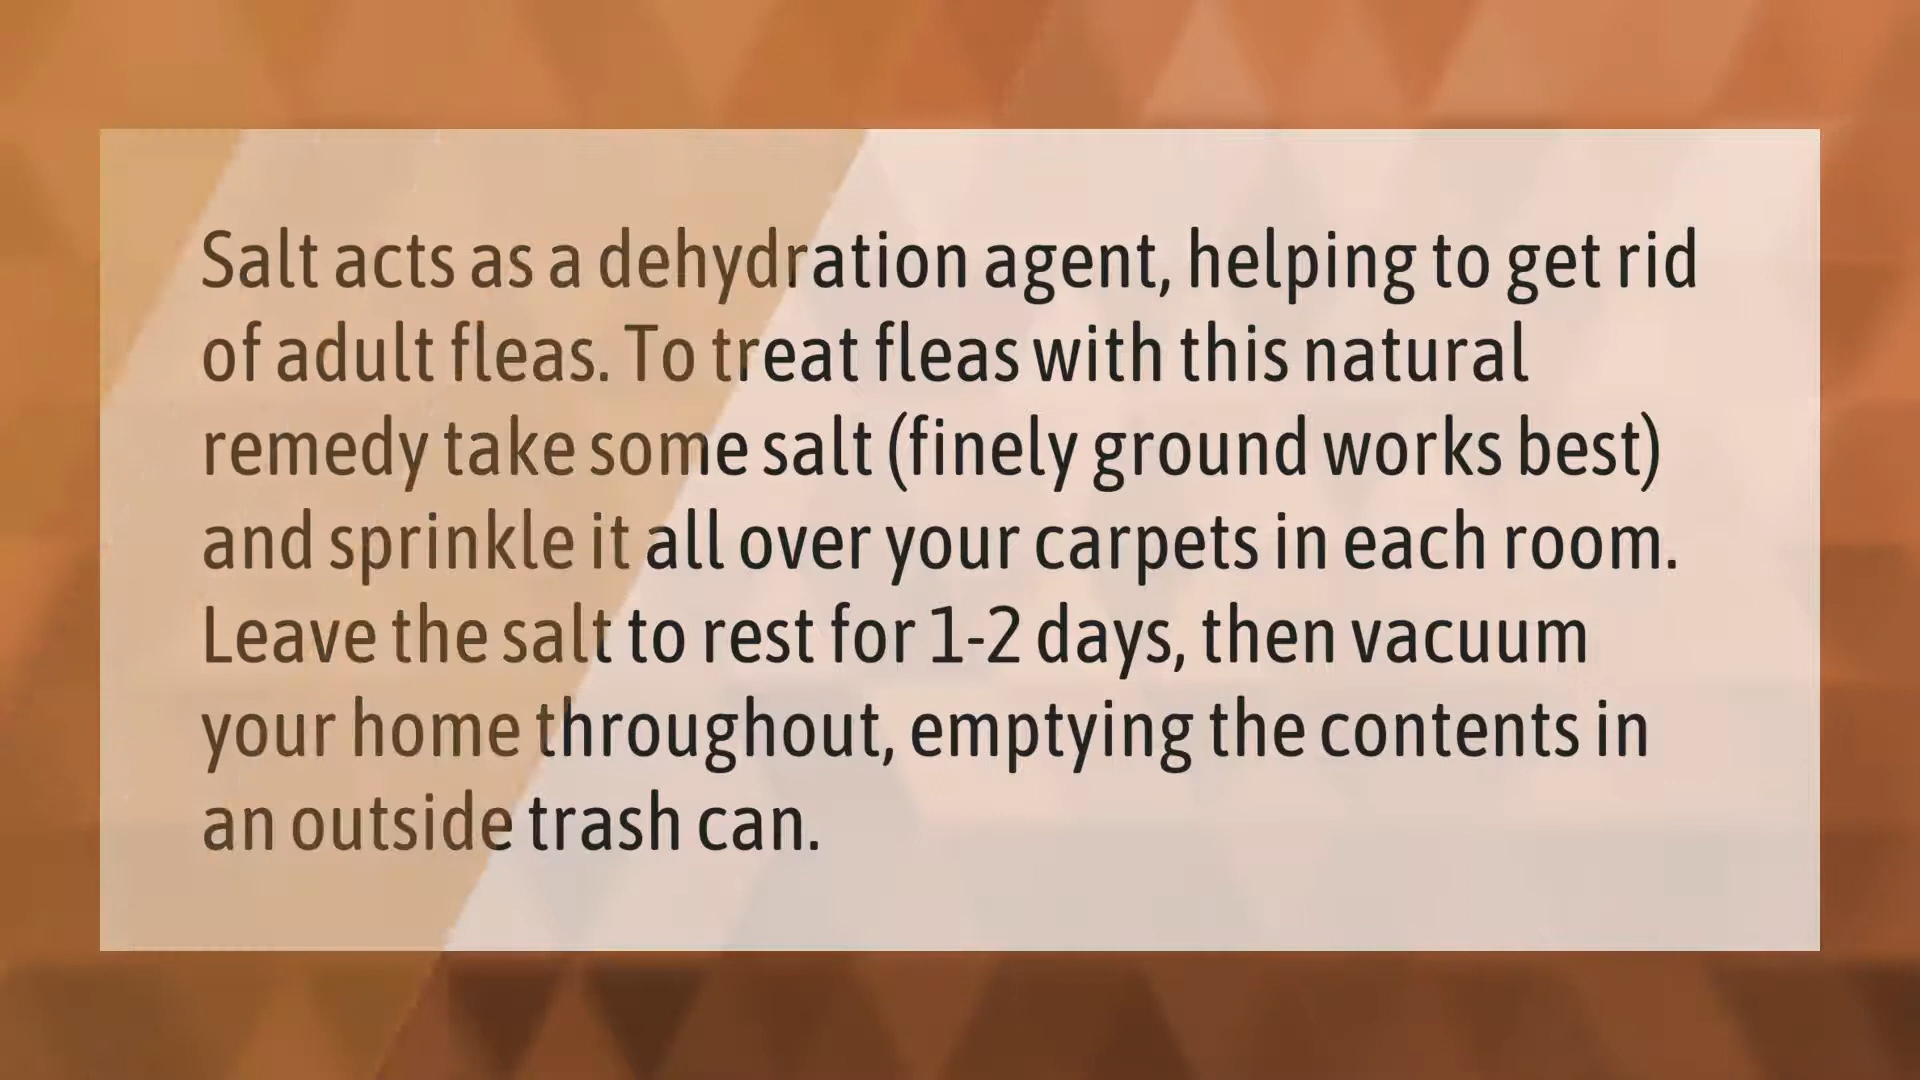 Salt acts as a dehydration agent, helping to get rid
of adult fleas. To treat fleas with this natural
remedy take some salt (finely ground works best)
and sprinkle it all over your carpets in each room.
Leave the salt to rest for 1-2 days, then vacuum
your home throughout, emptying the contents in
an outside trash can.